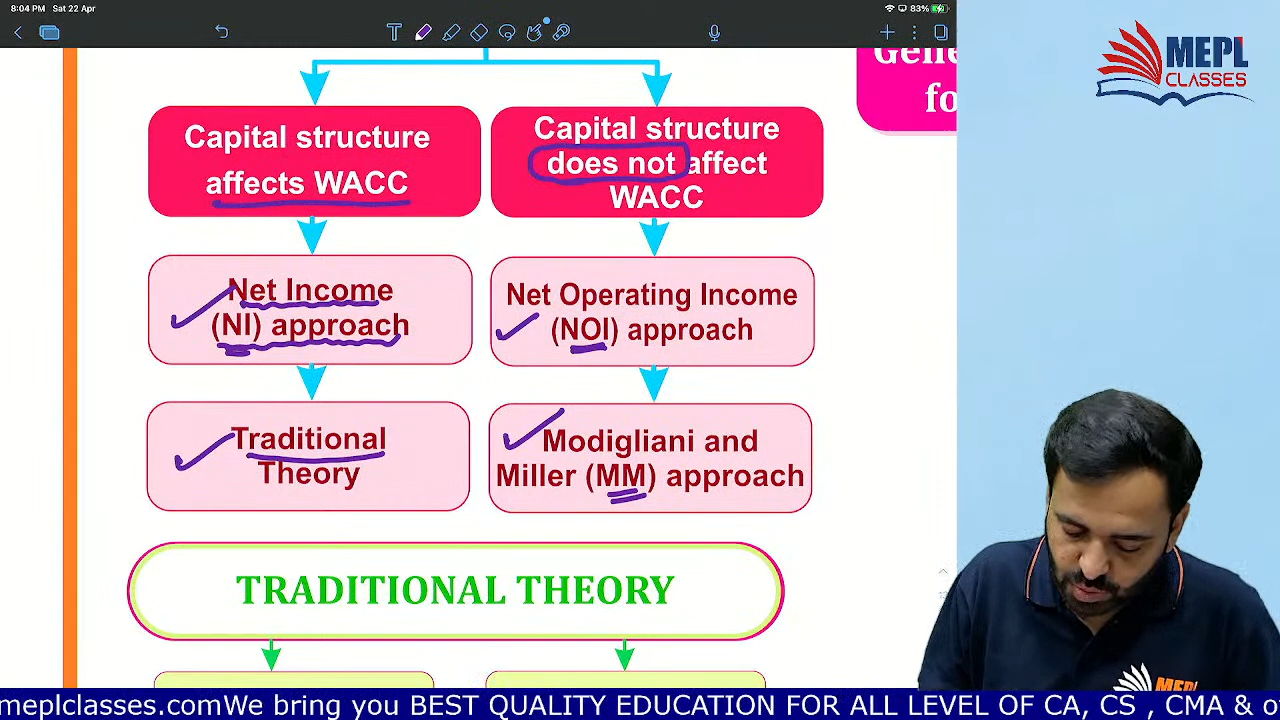 8:04 PM Sat 22 Apr
83%
MEPL
CLASSES
Gene
fo
Capital structure
affects WACC
Capital structure
does not affect
WACC
Net Income
(NI) approach
Net Operating Income
(NOI) approach
Traditional
Theory
Modigliani and
Miller (MM) approach
TRADITIONAL THEORY
MEPL
meplclasses.comWe bring you BEST QUALITY EDUCATION FOR ALL LEVEL OF CA, CS , CMA & o